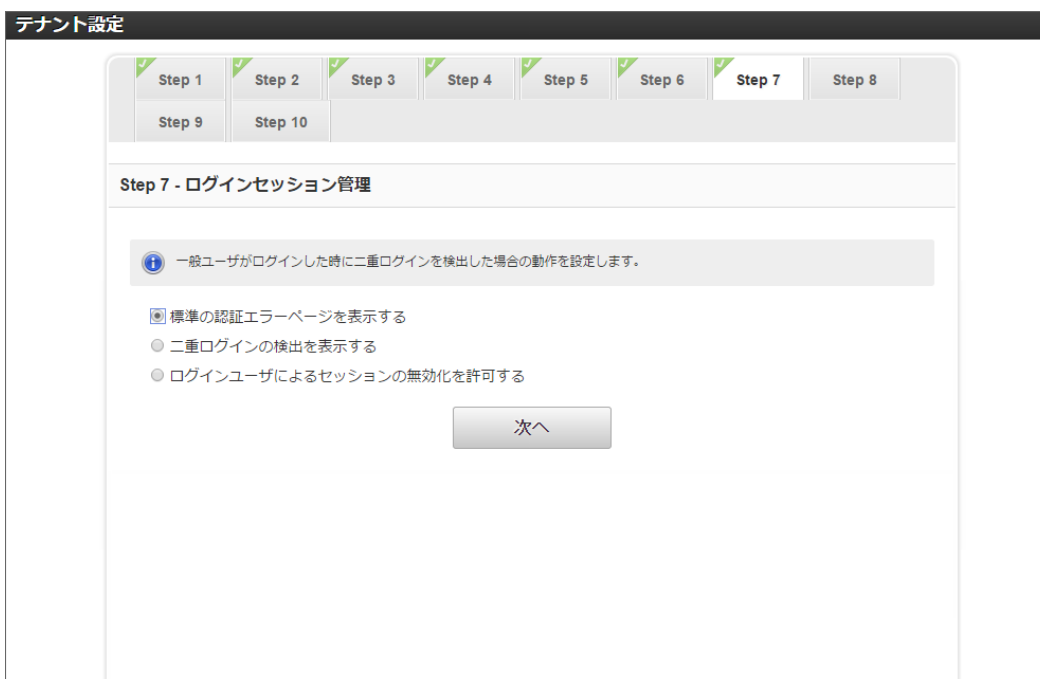 テナント設定
Step 1 Step 2 Step 3 Step 4 Step 5 Step 6 Step 7 Step 8
Step 9 Step 10
Step 7 - ログインセッション管理
一般ユーザがログインした時に二重ログインを検出した場合の動作を設定します。
標準の認証エラーページを表示する
二重ログインの検出を表示する
ログインユーザによるセッションの無効化を許可する
次へ